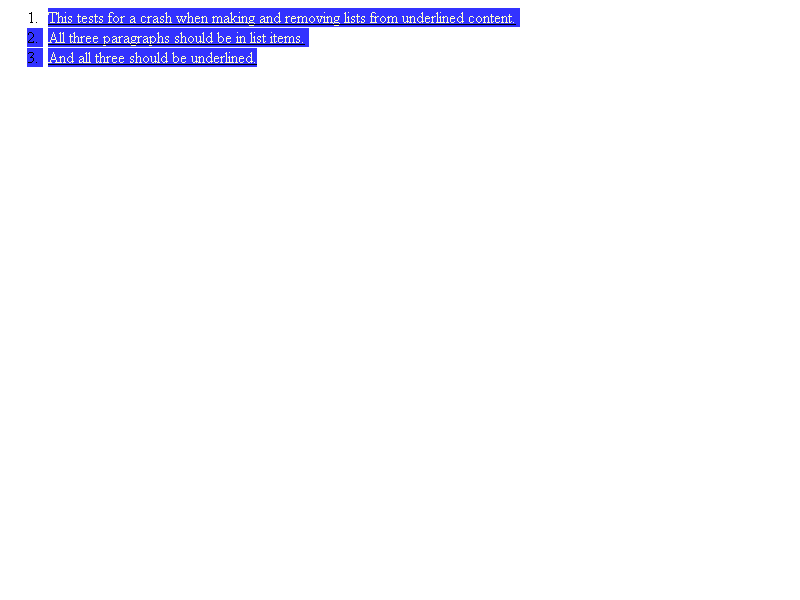 1. This tests for a crash when making and removing lists from underlined content.
2. All three paragraphs should be in list items.
3. And all three should be underlined.